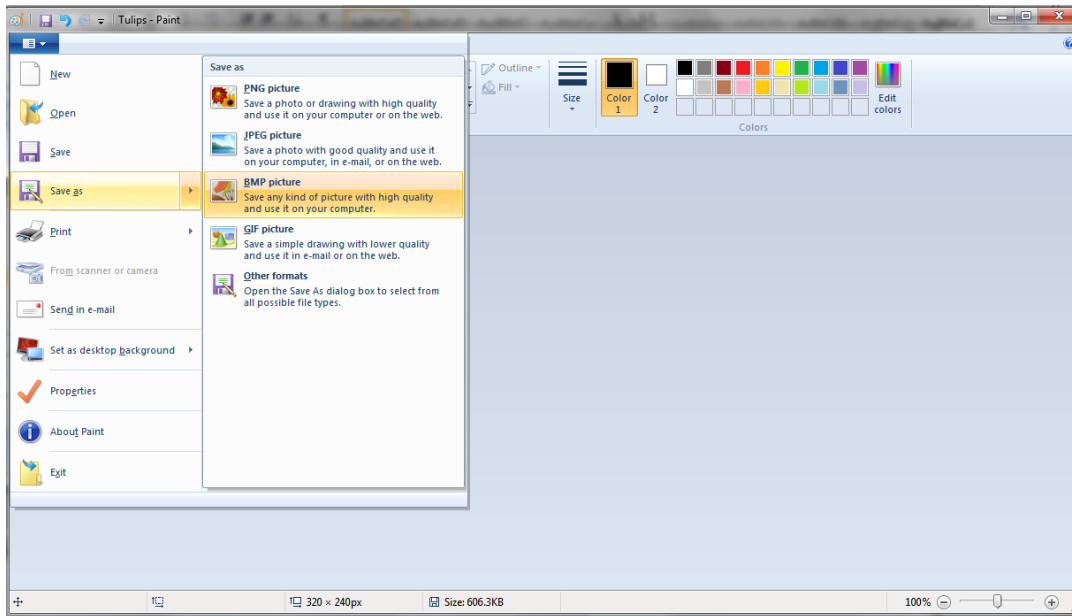 Tulips - Paint
New
Open
Save
Save as
Print
From scanner or camera
Send in e-mail
Set as desktop background
Properties
About Paint
Exit
Save as
PNG picture
Save a photo or drawing with high quality
and use it on your computer or on the web.
JPEG picture
Save a photo with good quality and use it
on your computer, in e-mail, or on the web.
BMP picture
Save any kind of picture with high quality
and use it on your computer.
GIF picture
Save a simple drawing with lower quality
and use it in e-mail or on the web.
Other formats
Open the Save As dialog box to select from
all possible file types.
Outline
Fill
Size
Color
1
Color
2
Edit
colors
Colors
320 × 240px
Size: 606.3KB
100%